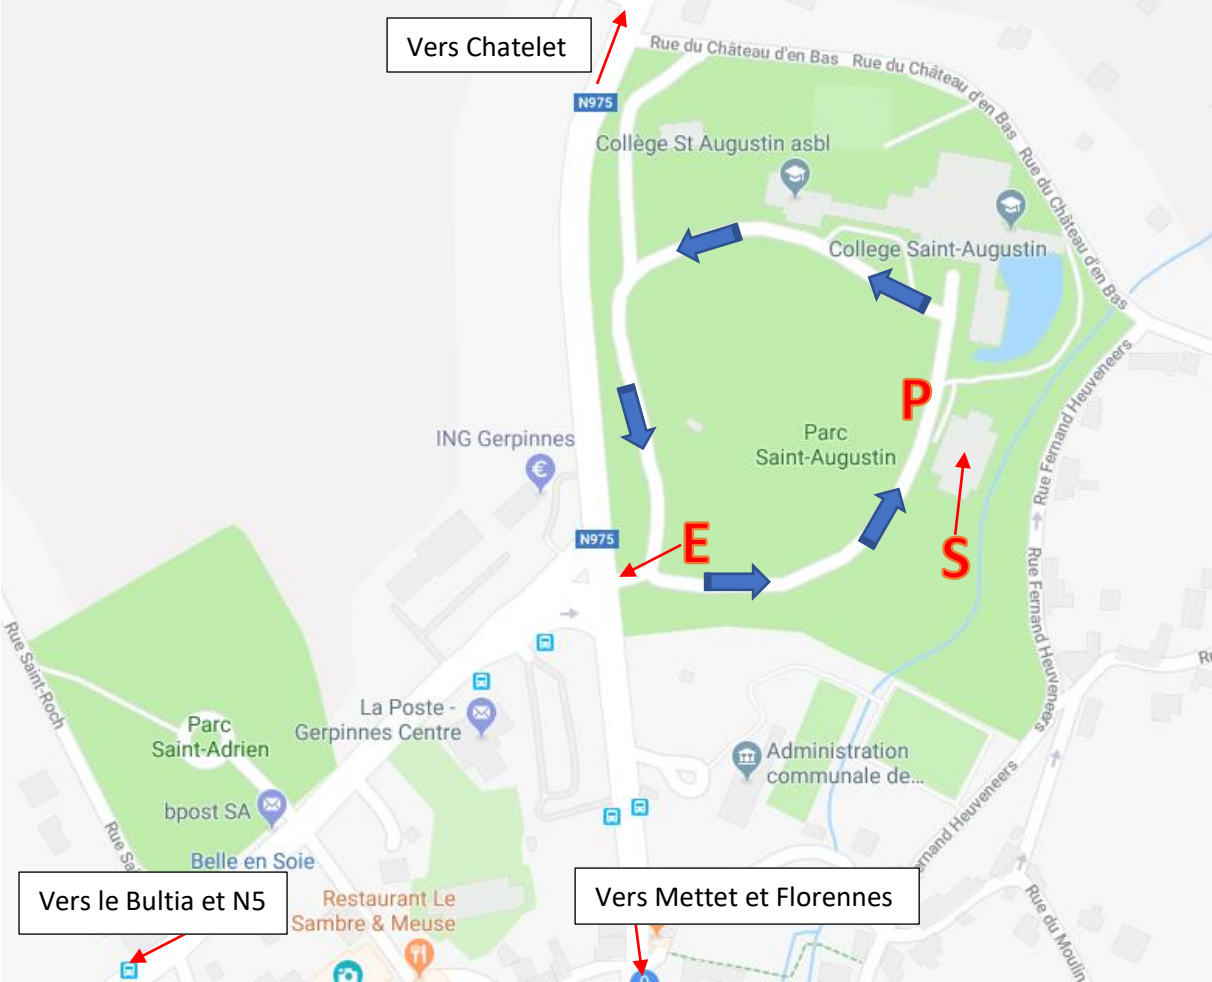 Vers Chatelet
Rue du Château d'en Bas
Rue du Château d'en Bas
Rue du Château d'en Bas
N975
Collège St Augustin asbl
College Saint-Augustin
P
Parc
Saint-Augustin
Rue Fernand Heuveneers
ING Gerpinnes
N975
E
S
Rue Fernand Heuveneers
Rue Saint-Roch
La Poste -
Gerpinnes Centre
Parc
Saint-Adrien
Administration
communale de...
bpost SA
Belle en Soie
Vers le Bultia et N5
Restaurant Le
Sambre & Meuse
Vers Mettet et Florennes
Rue du Moulin